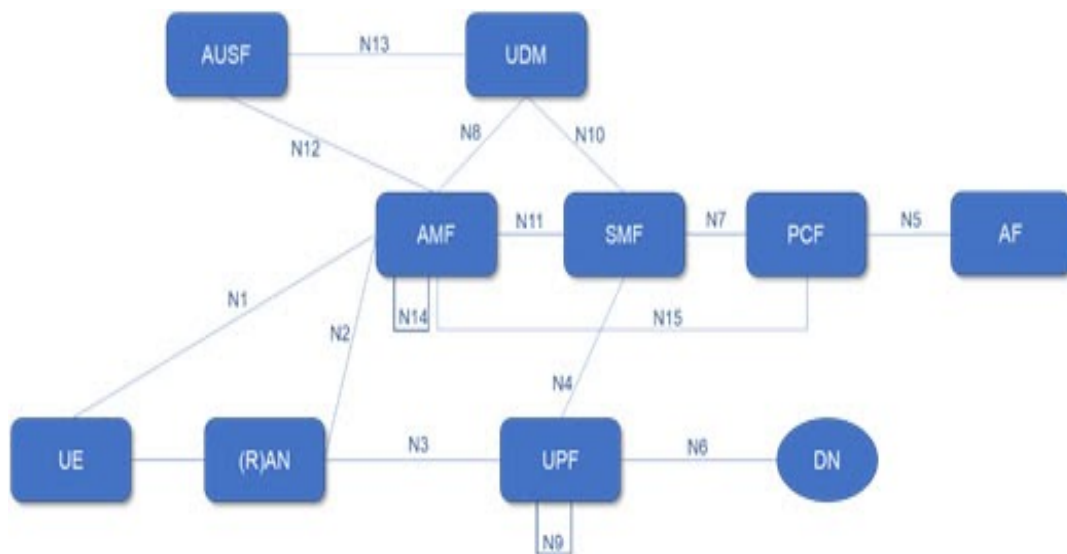 N13
AUSF
UDM
N8
N10
N12
N11
N7
N5
AMF
SMF
PCF
AF
N1
N14
N15
N2
N4
N3
N6
UE
(R)AN
UPF
DN
N9